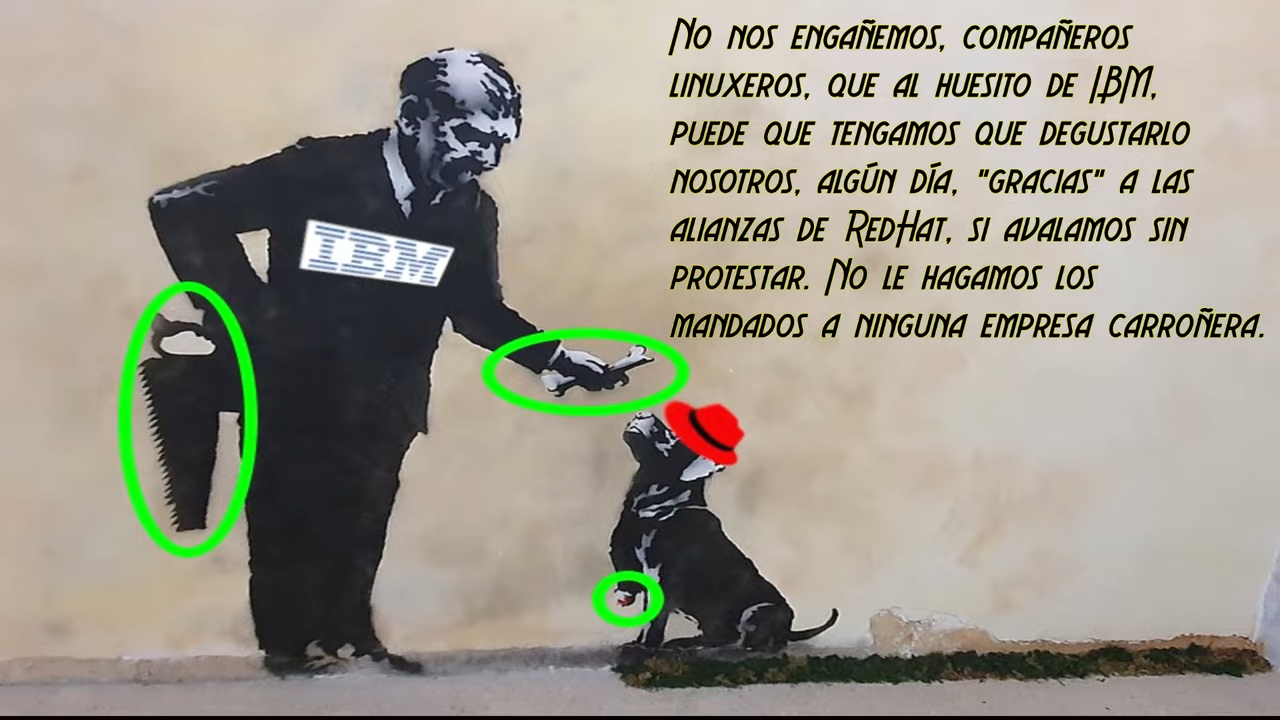 No nos engañemos, compañeros
linuxeros, que al huesito de IBM,
puede que tengamos que degustarlo
nosotros, algún día, "gracias" a las
alianzas de RedHat, si avalamos sin
protestar. No le hagamos los
mandados a ninguna empresa carroñera.
IBM